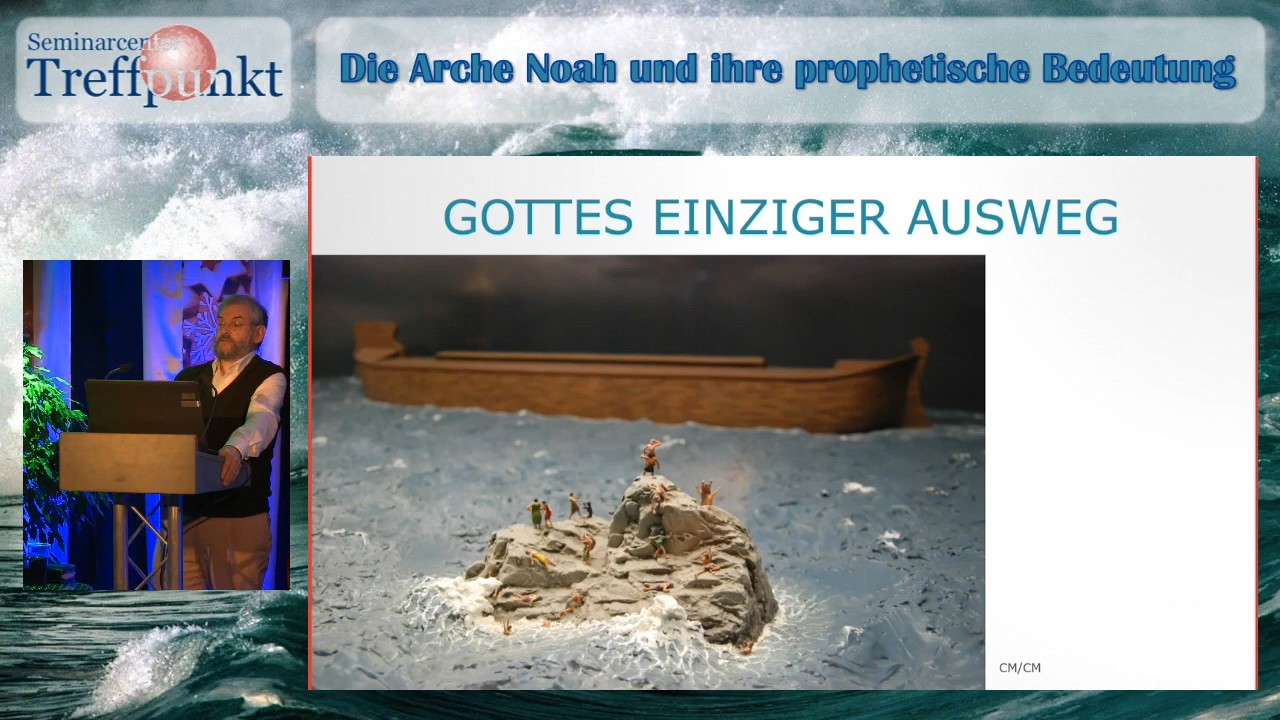 Seminarcenter
Treffpunkt
Die Arche Noah und ihre prophetische Bedeutung
GOTTES EINZIGER AUSWEG
CM/CM